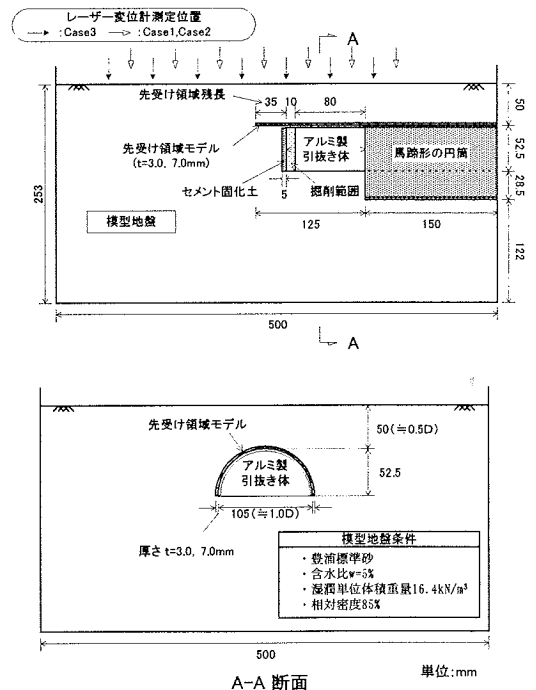 レーザー変位計測定位置
:Case3 :Case1,Case2
A
先受け領域残長
35 10 80
50
先受け領域モデル
(t=3.0, 7.0mm)
アルミ製
引抜き体
馬蹄形の円筒
52.5
セメント固化土
5
掘削範囲
28.5
253
模型地盤
125
150
122
500
A
先受け領域モデル
50(≒0.5D)
アルミ製
引抜き体
52.5
105(≒1.0D)
厚さ t=3.0, 7.0mm
模型地盤条件
・豊浦標準砂
・含水比w=5%
・湿潤単位体積重量16.4kN/m³
・相対密度85%
500
A-A 断面
単位:mm